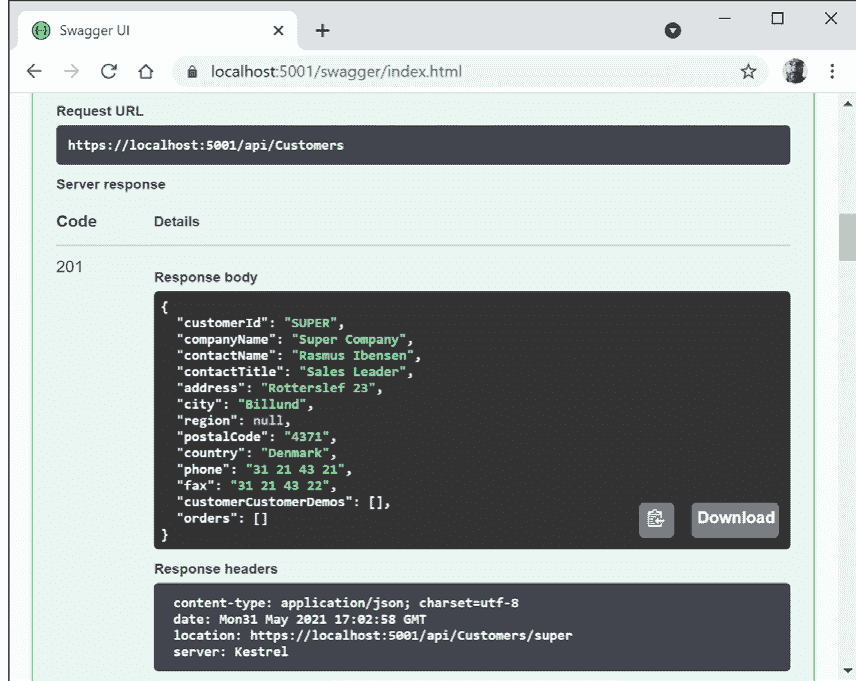 Swagger UI
localhost:5001/swagger/index.html
Request URL
https://localhost:5001/api/Customers
Server response
Code Details
201
Response body
{
"customerId": "SUPER",
"companyName": "Super Company",
"contactName": "Rasmus Ibensen",
"contactTitle": "Sales Leader",
"address": "Rotterslef 23",
"city": "Billund",
"region": null,
"postalCode": "4371",
"country": "Denmark",
"phone": "31 21 43 21",
"fax": "31 21 43 22",
"customerCustomerDemos": [],
"orders": []
}
Download
Response headers
content-type: application/json; charset=utf-8
date: Mon31 May 2021 17:02:58 GMT
location: https://localhost:5001/api/Customers/super
server: Kestrel